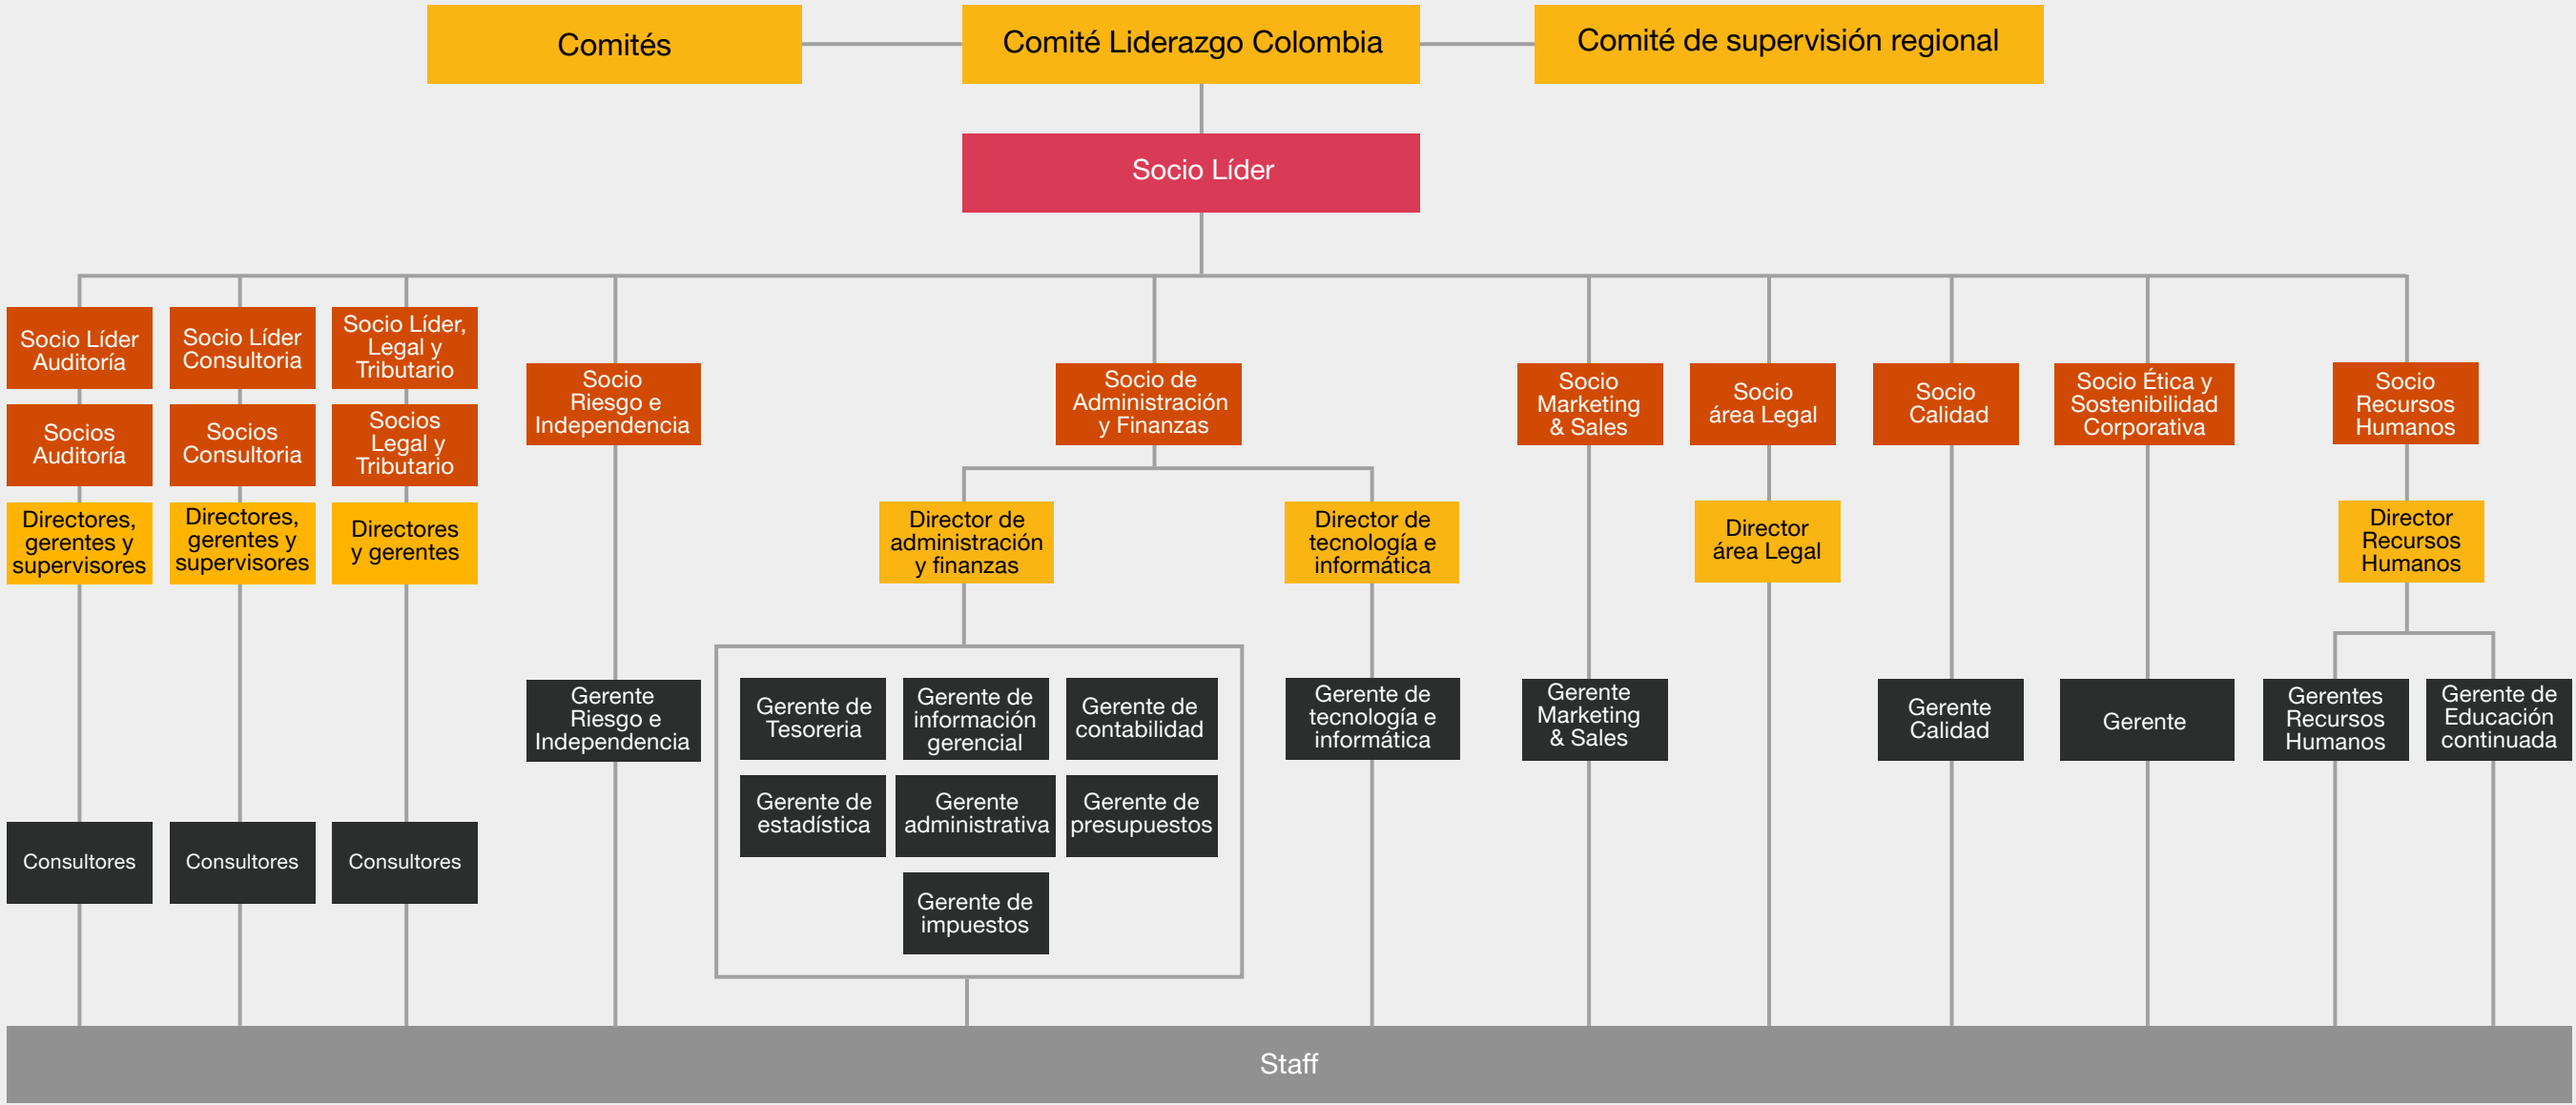 Comités
Comité Liderazgo Colombia
Comité de supervisión regional
Socio Líder
Socio Líder
Auditoría
Socio Líder
Consultoria
Socio Líder,
Legal y
Tributario
Socio
Riesgo e
Independencia
Socio de
Administración
y Finanzas
Socio
Marketing
& Sales
Socio
área Legal
Socio
Calidad
Socio Ética y
Sostenibilidad
Corporativa
Socio
Recursos
Humanos
Socios
Auditoría
Socios
Consultoria
Socios
Legal y
Tributario
Directores,
gerentes y
supervisores
Directores,
gerentes y
supervisores
Directores
y gerentes
Director de
administración
y finanzas
Director de
tecnología e
informática
Director
área Legal
Director
Recursos
Humanos
Gerente
Riesgo e
Independencia
Gerente de
Tesoreria
Gerente de
información
gerencial
Gerente de
contabilidad
Gerente de
tecnología e
informática
Gerente
Marketing
& Sales
Gerente
Calidad
Gerente
Gerentes
Recursos
Humanos
Gerente de
Educación
continuada
Gerente de
estadística
Gerente
administrativa
Gerente de
presupuestos
Consultores
Consultores
Consultores
Gerente de
impuestos
Staff